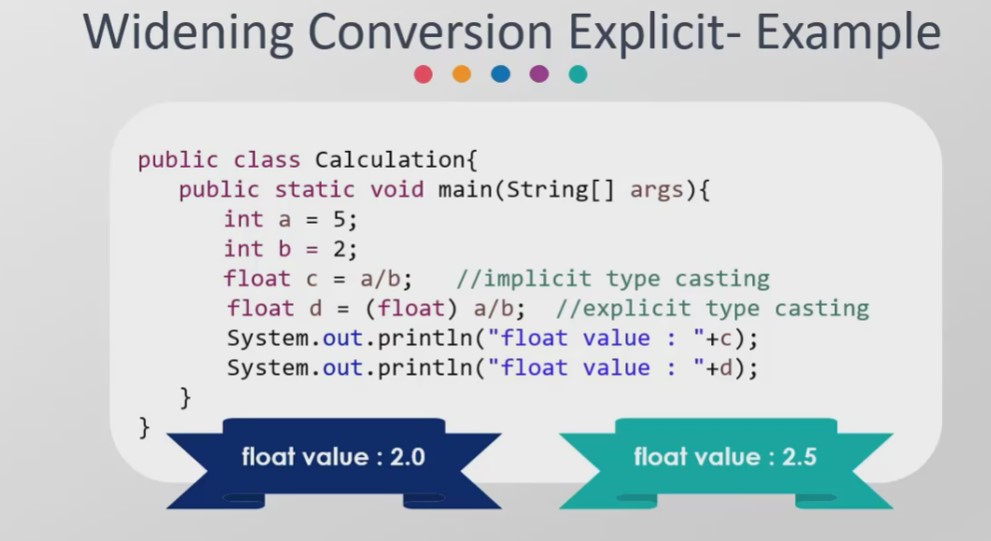 Widening Conversion Explicit- Example
public class Calculation{
public static void main(String[] args){
int a = 5;
int b = 2;
float c = a/b;   //implicit type casting
float d = (float) a/b;  //explicit type casting
System.out.println("float value : "+c);
System.out.println("float value : "+d);
}
}
float value : 2.0
float value : 2.5